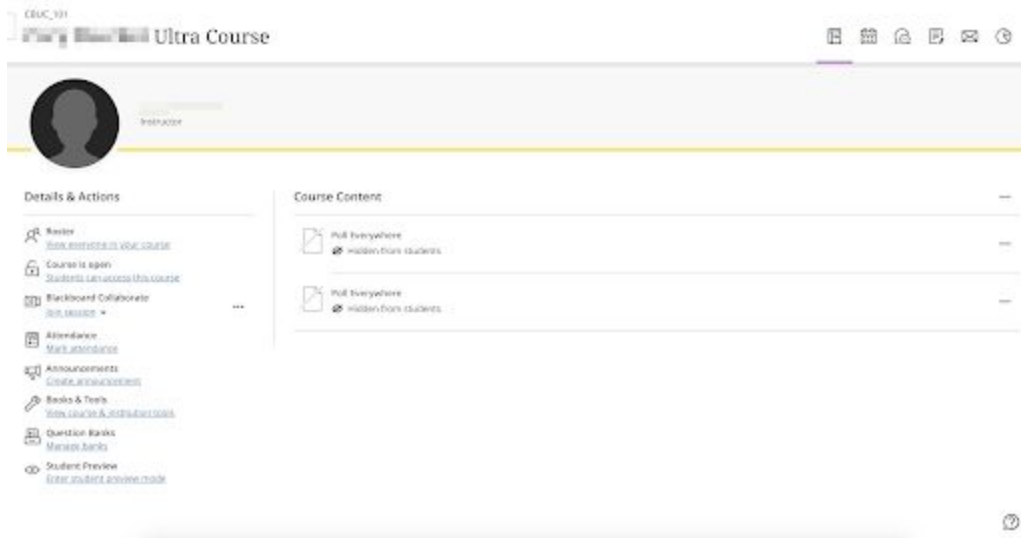 CBUC_101
Ultra Course
Instructor
Details & Actions
Roster
View everyone in your course
Course is open
Students can access this course
Blackboard Collaborate
Join session
Attendance
Mark attendance
Announcements
Create announcement
Books & Tools
View course & institution tools
Question Banks
Manage banks
Student Preview
Enter student preview mode
Course Content
Poll Everywhere
Hidden from students
Poll Everywhere
Hidden from students